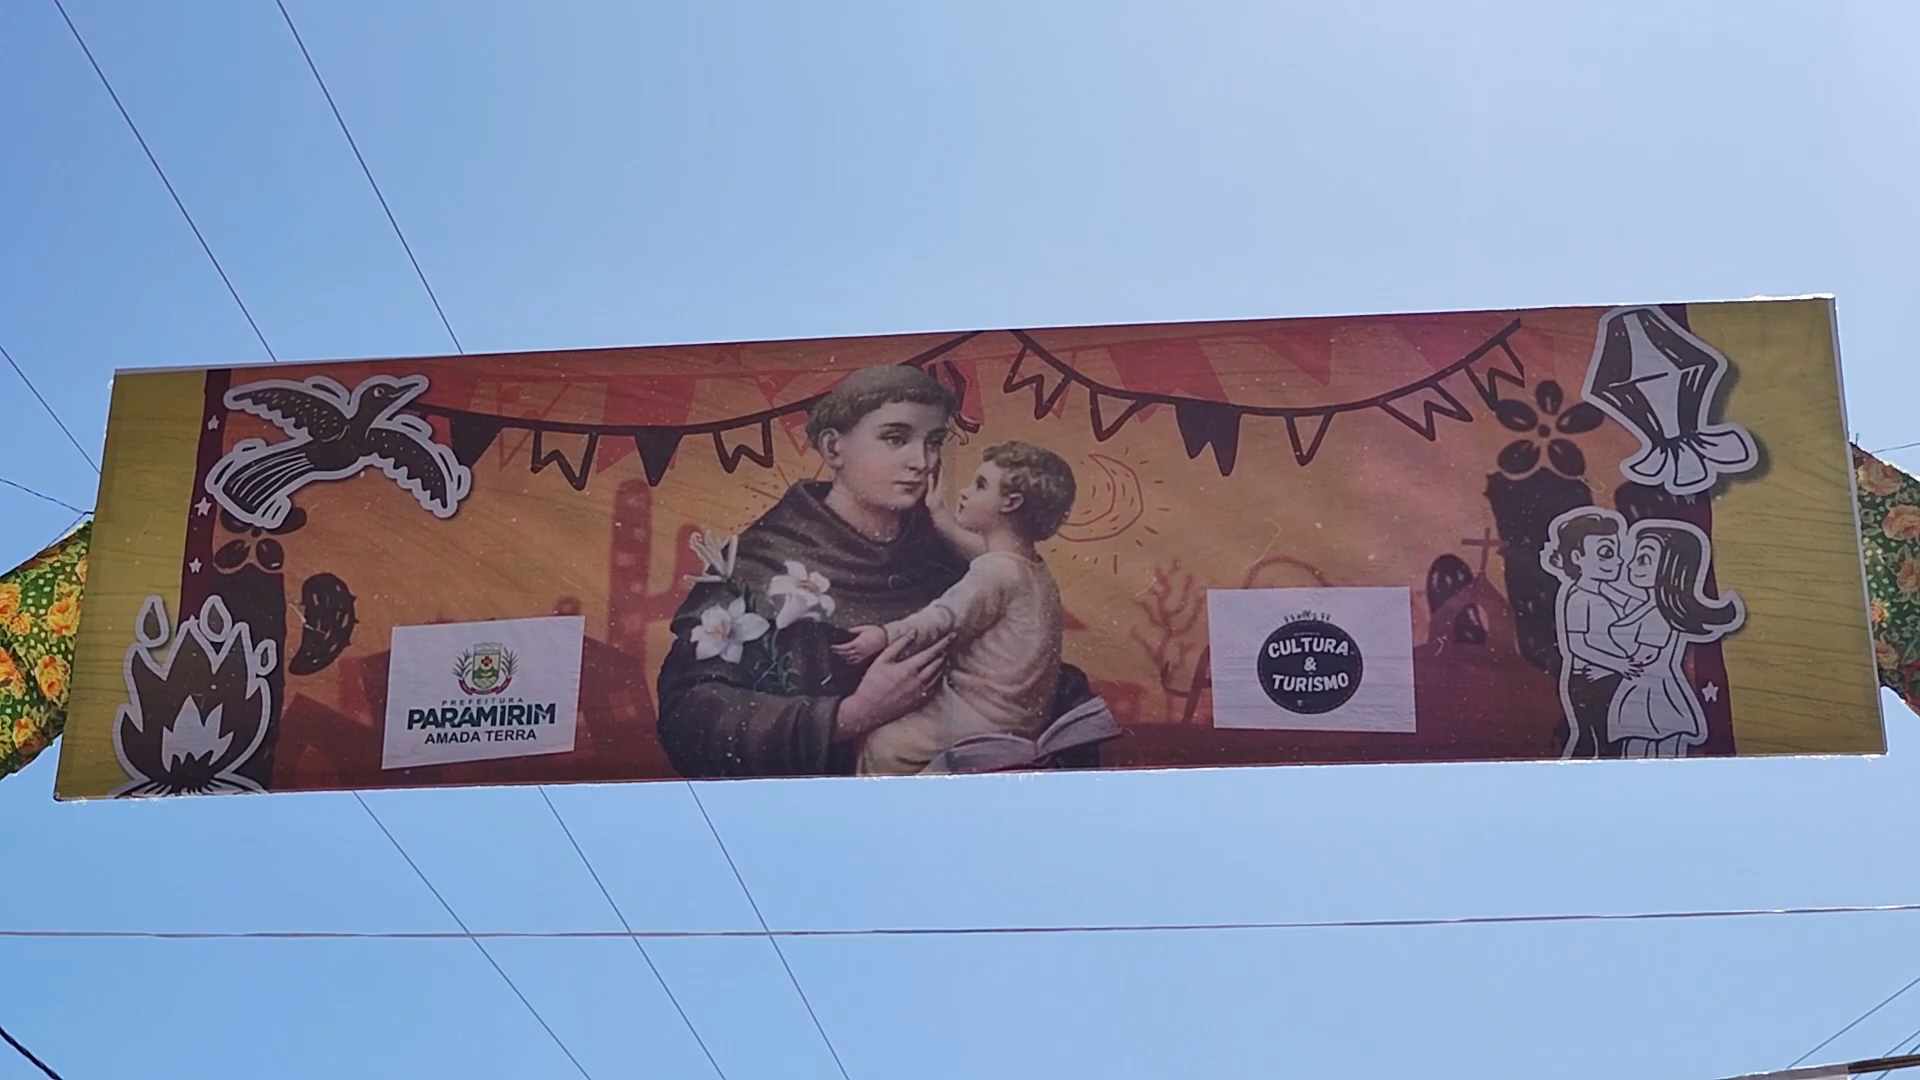 PREFEITURA
PARAMIRIM
AMADA TERRA
CULTURA
&
TURISMO